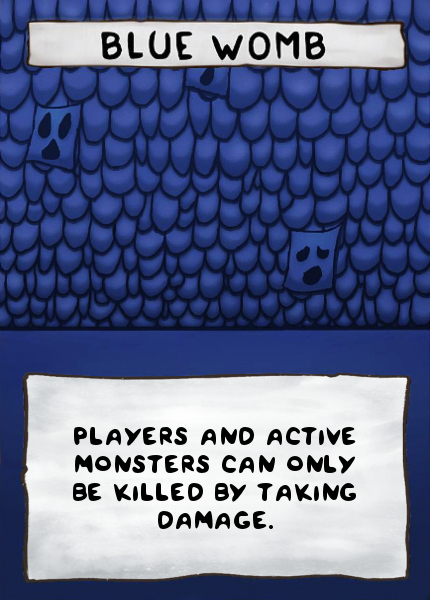 BLUE WOMB
PLAYERS AND ACTIVE
MONSTERS CAN ONLY
BE KILLED BY TAKING
DAMAGE.